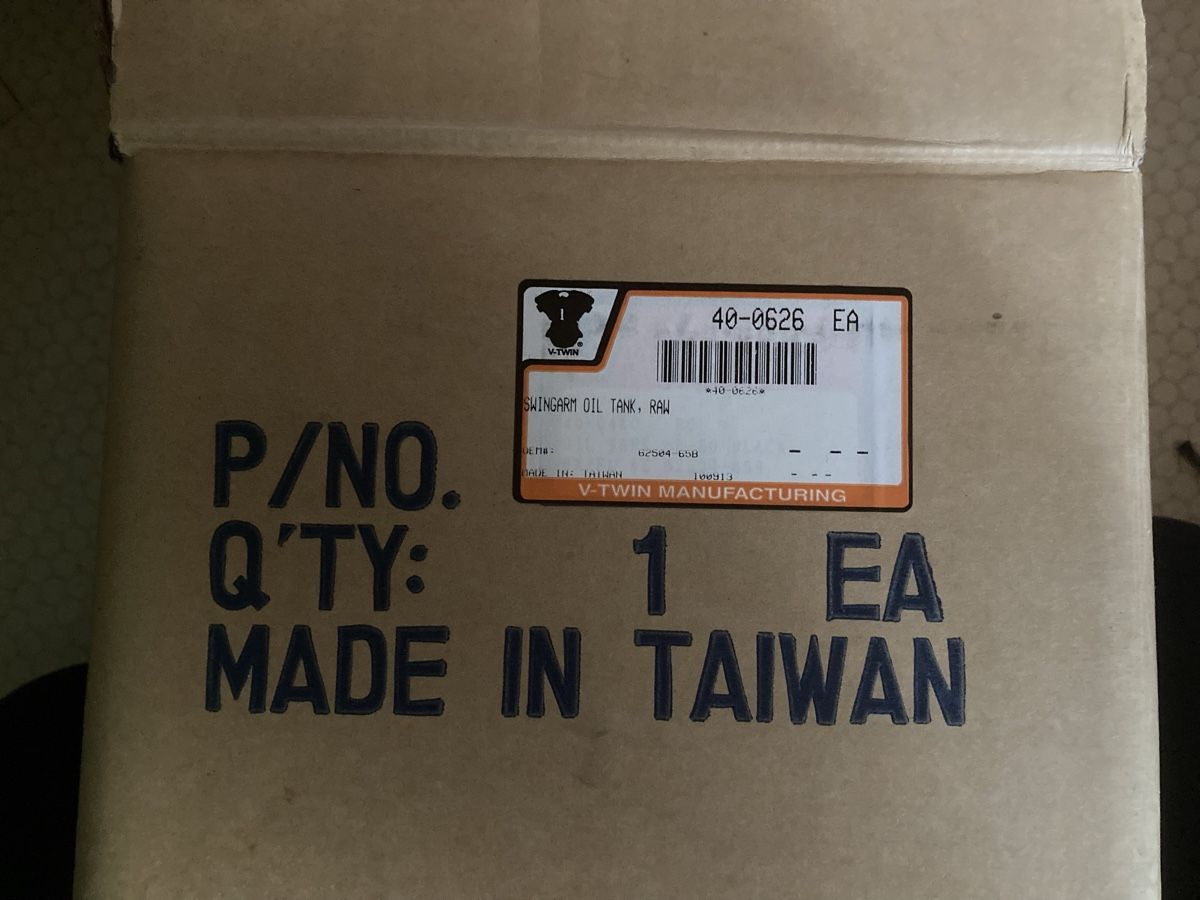 40-0626 EA
*40-0626*
V-TWIN
SWINGARM OIL TANK, RAW
OEM#: 62504-65B
MADE IN: TAIWAN 100913
V-TWIN MANUFACTURING
P/NO.
Q'TY: 1 EA
MADE IN TAIWAN